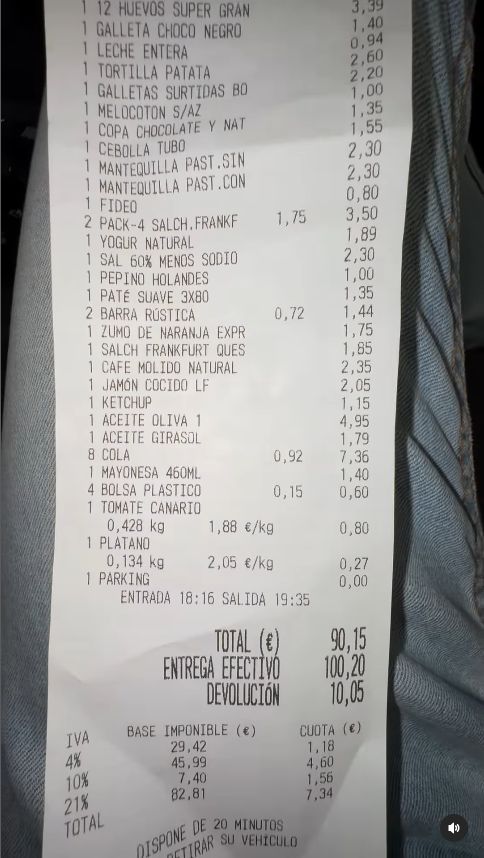 1 12 HUEVOS SUPER GRAN 3,39
1 GALLETA CHOCO NEGRO 1,40
1 LECHE ENTERA 0,94
1 TORTILLA PATATA 2,60
1 GALLETAS SURTIDAS BO 2,20
1 MELOCOTON S/AZ 1,00
1 COPA CHOCOLATE Y NAT 1,35
1 CEBOLLA TUBO 1,55
1 MANTEQUILLA PAST.SIN 2,30
1 MANTEQUILLA PAST.CON 2,30
1 FIDEO 0,80
2 PACK-4 SALCH.FRANKF 1,75 3,50
1 YOGUR NATURAL 1,89
1 SAL 60% MENOS SODIO 2,30
1 PEPINO HOLANDES 1,00
1 PATÉ SUAVE 3X80 1,35
2 BARRA RÚSTICA 0,72 1,44
1 ZUMO DE NARANJA EXPR 1,75
1 SALCH FRANKFURT QUES 1,85
1 CAFE MOLIDO NATURAL 2,35
1 JAMÓN COCIDO LF 2,05
1 KETCHUP 1,15
1 ACEITE OLIVA 1 4,95
1 ACEITE GIRASOL 1,79
8 COLA 0,92 7,36
1 MAYONESA 460ML 1,40
4 BOLSA PLASTICO 0,15 0,60
1 TOMATE CANARIO
0,428 kg 1,88 €/kg 0,80
1 PLATANO
0,134 kg 2,05 €/kg 0,27
1 PARKING 0,00
ENTRADA 18:16 SALIDA 19:35
TOTAL (€) 90,15
ENTREGA EFECTIVO 100,20
DEVOLUCIÓN 10,05
IVA BASE IMPONIBLE (€) CUOTA (€)
4% 29,42 1,18
10% 45,99 4,60
21% 7,40 1,56
TOTAL 82,81 7,34
DISPONE DE 20 MINUTOS
RETIRAR SU VEHICULO